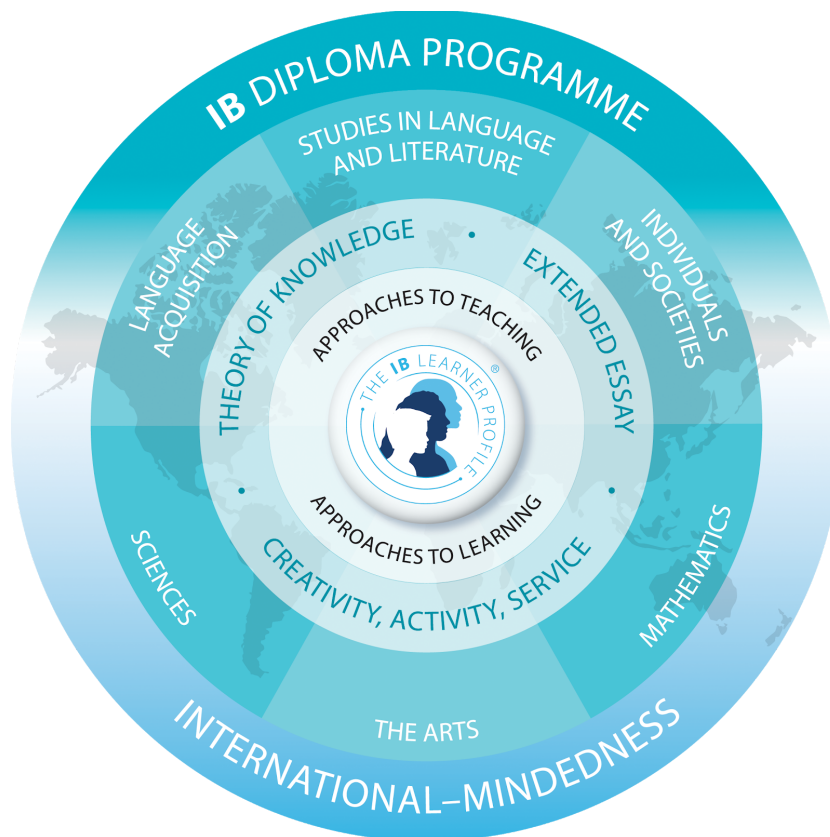 IB DIPLOMA PROGRAMME
STUDIES IN LANGUAGE
AND LITERATURE
LANGUAGE
ACQUISITION
INDIVIDUALS
AND SOCIETIES
THEORY OF KNOWLEDGE
EXTENDED ESSAY
APPROACHES TO TEACHING
THE IB LEARNER PROFILE®
APPROACHES TO LEARNING
CREATIVITY, ACTIVITY, SERVICE
SCIENCES
MATHEMATICS
THE ARTS
INTERNATIONAL–MINDEDNESS